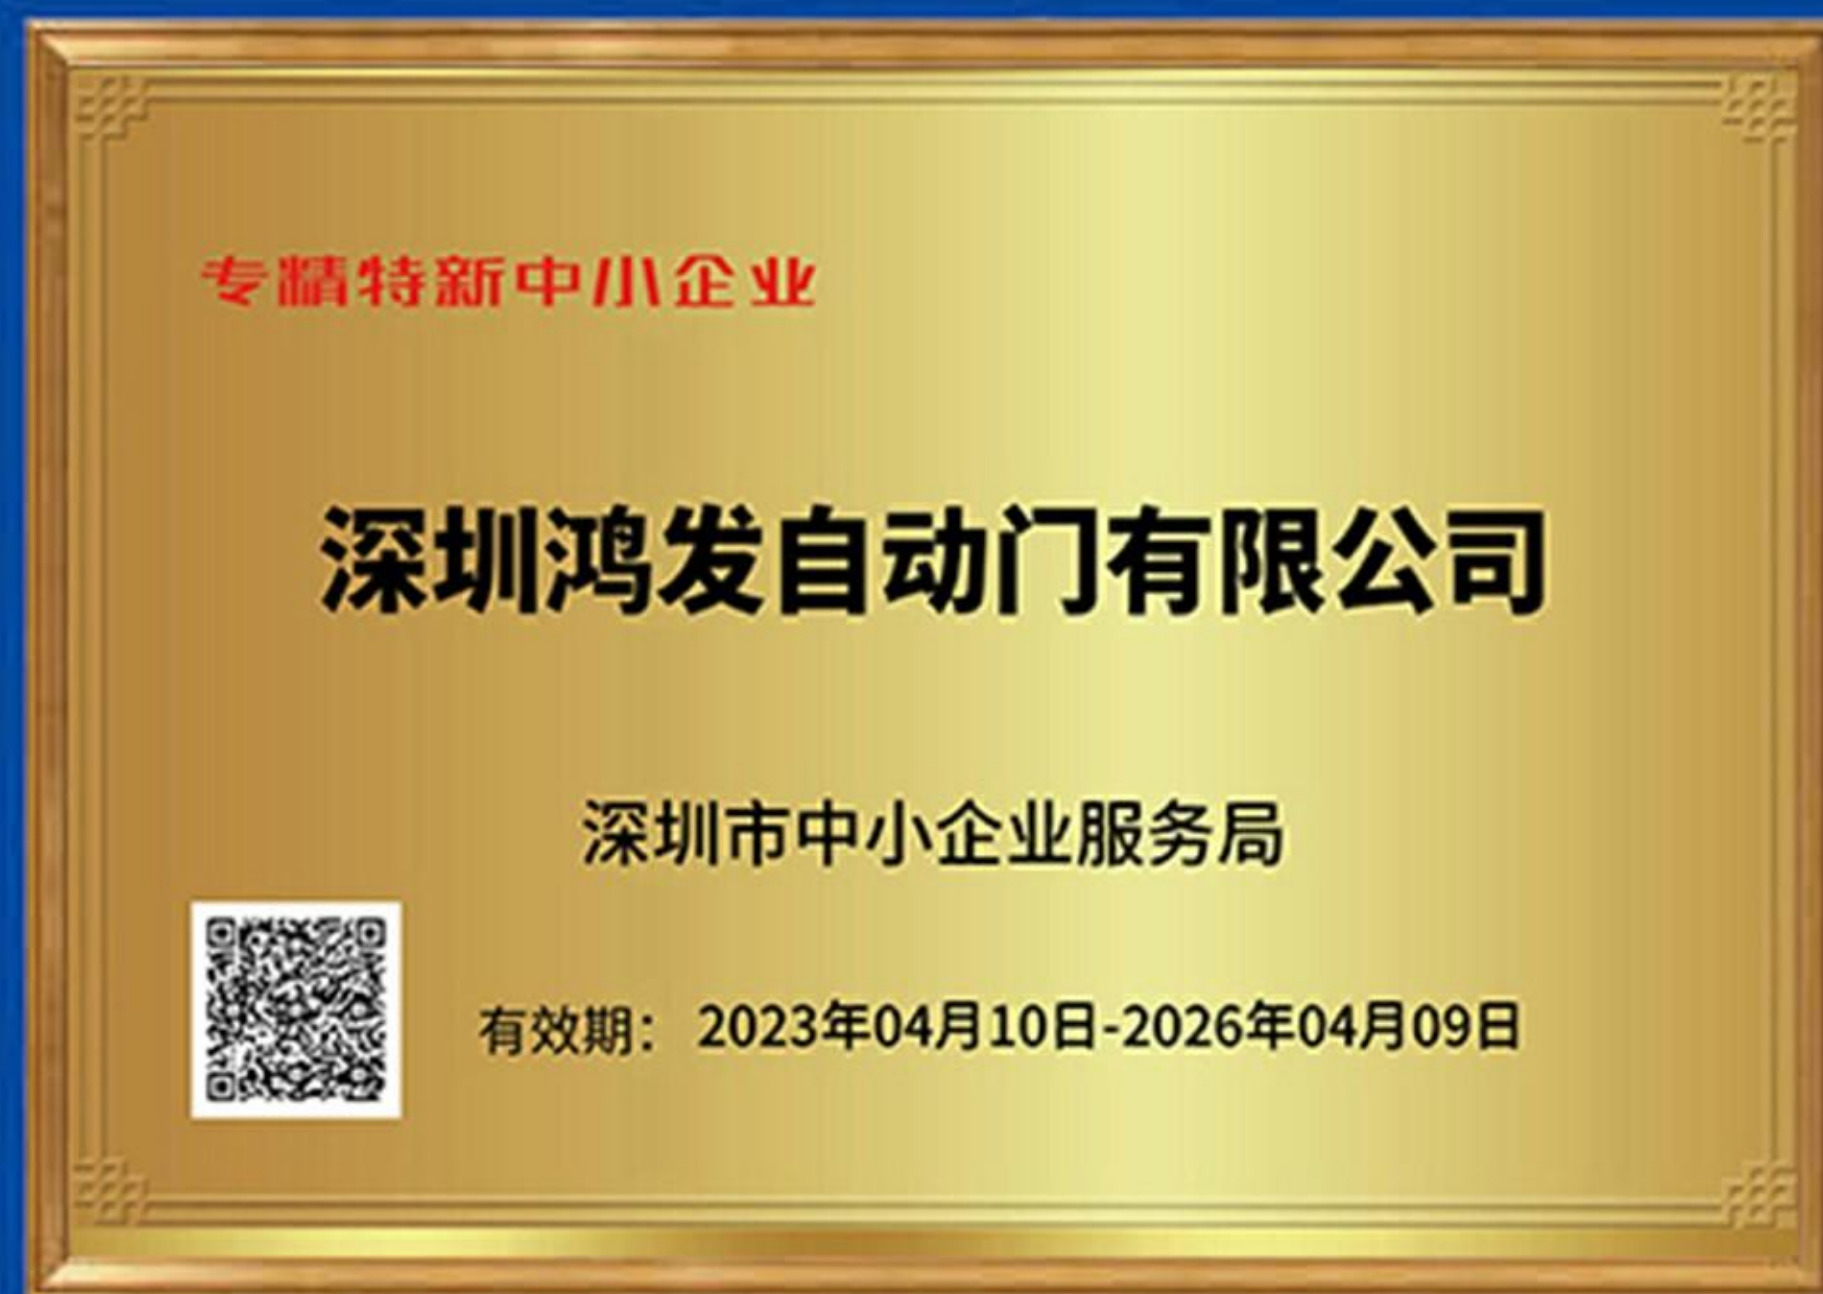 专精特新中小企业
深圳鸿发自动门有限公司
深圳市中小企业服务局
有效期： 2023年04月10日-2026年04月09日